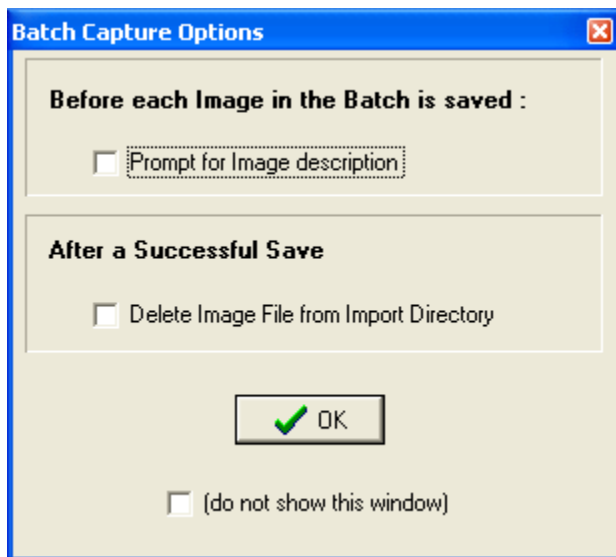 Batch Capture Options
Before each Image in the Batch is saved :
Prompt for Image description
After a Successful Save
Delete Image File from Import Directory
OK
(do not show this window)